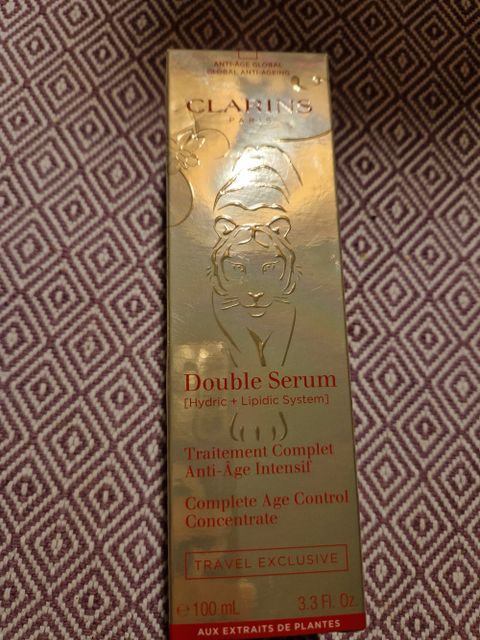 ANTI-ÂGE GLOBAL
GLOBAL ANTI-AGEING
CLARINS
PARIS
Double Serum
[Hydric + Lipidic System]
Traitement Complet
Anti-Âge Intensif
Complete Age Control
Concentrate
TRAVEL EXCLUSIVE
℮ 100 mL 3.3 Fl. Oz.
AUX EXTRAITS DE PLANTES